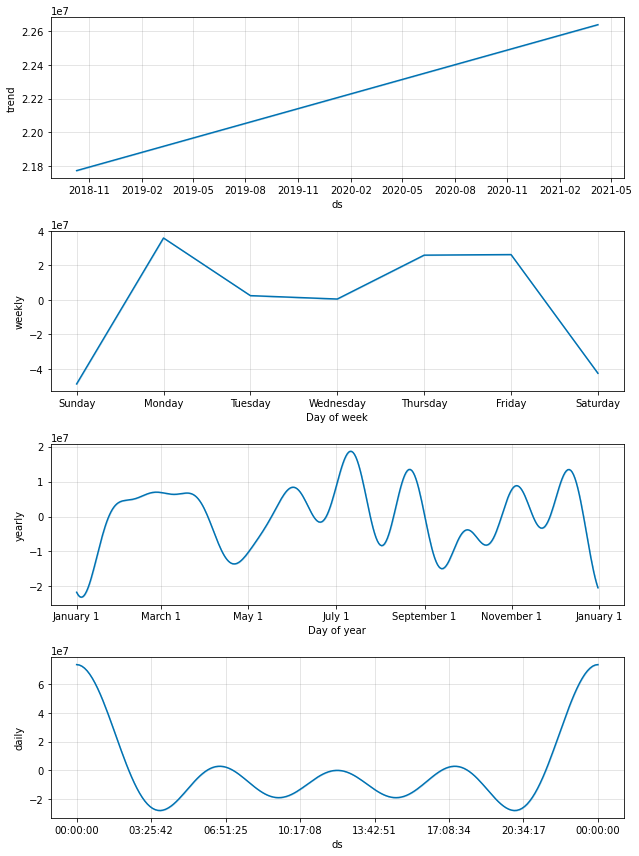 1e7
2.26
2.24
2.22
2.20
2.18
trend
2018-11 2019-02 2019-05 2019-08 2019-11 2020-02 2020-05 2020-08 2020-11 2021-02 2021-05
ds
1e7
4
2
0
−2
−4
weekly
Sunday Monday Tuesday Wednesday Thursday Friday Saturday
Day of week
1e7
2
1
0
−1
−2
yearly
January 1 March 1 May 1 July 1 September 1 November 1 January 1
Day of year
1e7
6
4
2
0
−2
daily
00:00:00 03:25:42 06:51:25 10:17:08 13:42:51 17:08:34 20:34:17 00:00:00
ds